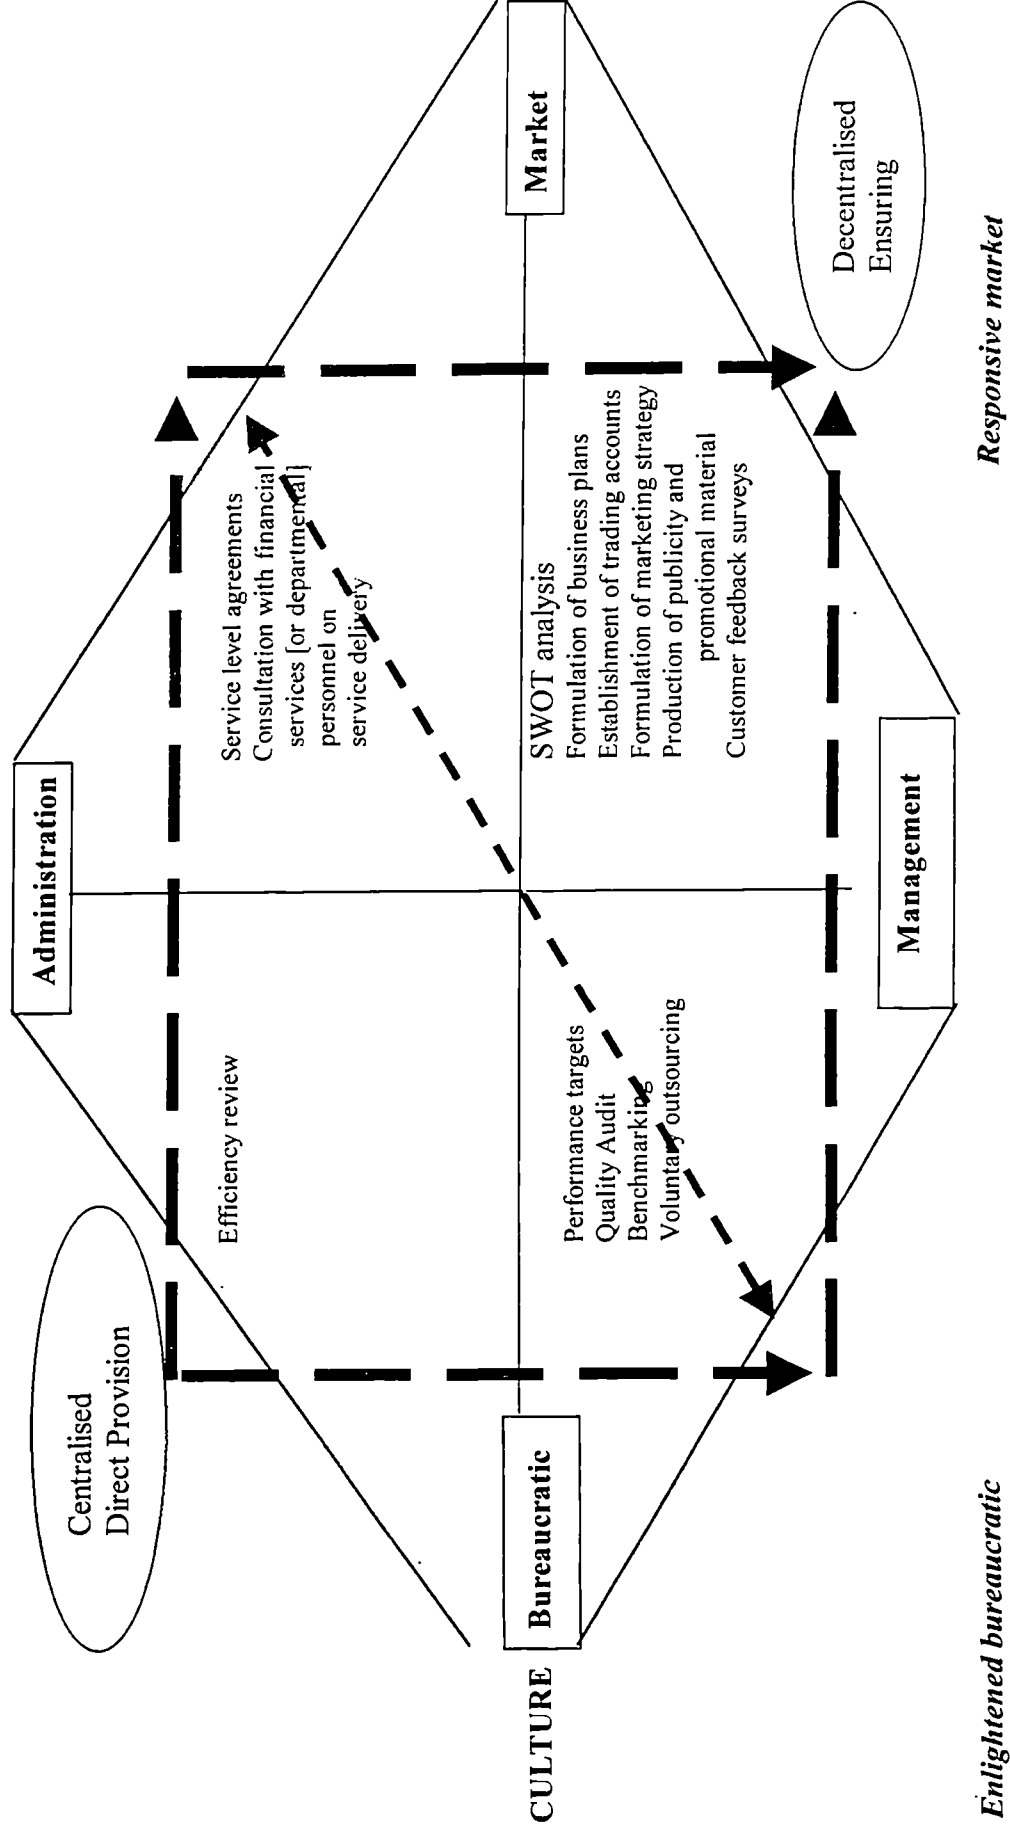 Centralised
Direct Provision
Administration
Efficiency review
Service level agreements
Consultation with financial
services [or departmental]
personnel on
service delivery
CULTURE
Bureaucratic
Market
Performance targets
Quality Audit
Benchmarking
Voluntary outsourcing
SWOT analysis
Formulation of business plans
Establishment of trading accounts
Formulation of marketing strategy
Production of publicity and
promotional material
Customer feedback surveys
Management
Decentralised
Ensuring
Enlightened bureaucratic
Responsive market